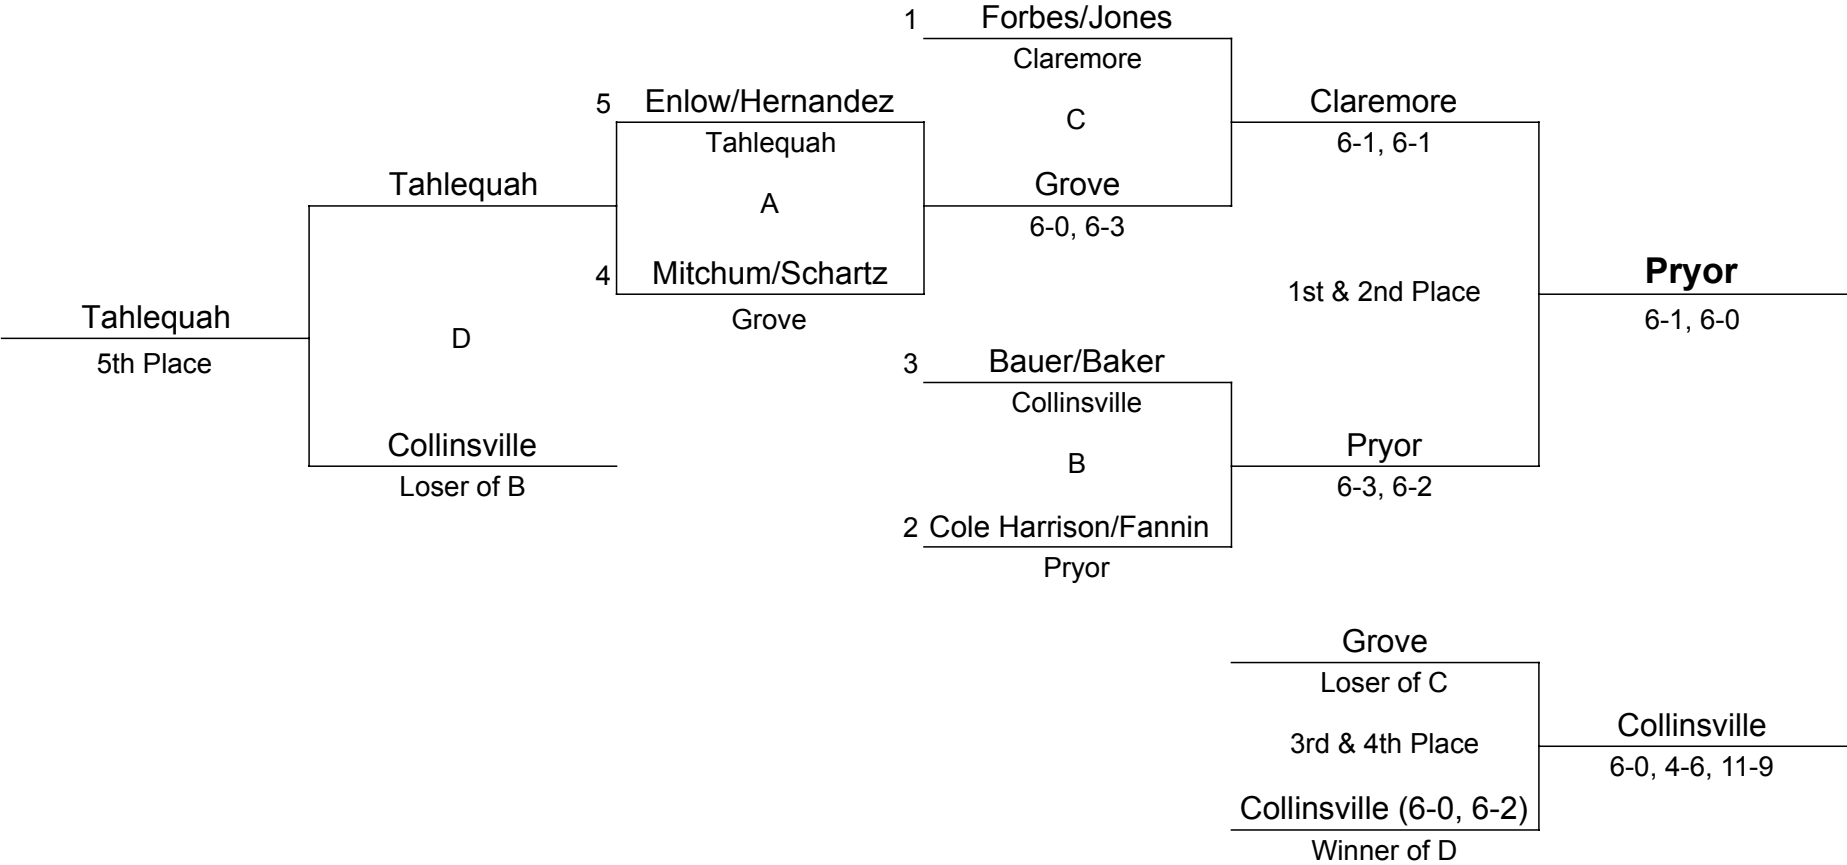 1 Forbes/Jones
Claremore
5 Enlow/Hernandez
Claremore
C
Tahlequah
6-1, 6-1
Tahlequah
Grove
A
6-0, 6-3
4 Mitchum/Schartz
Pryor
1st & 2nd Place
Tahlequah
Grove
6-1, 6-0
D
5th Place
3 Bauer/Baker
Collinsville
Collinsville
Pryor
B
Loser of B
6-3, 6-2
2 Cole Harrison/Fannin
Pryor
Grove
Loser of C
Collinsville
3rd & 4th Place
6-0, 4-6, 11-9
Collinsville (6-0, 6-2)
Winner of D